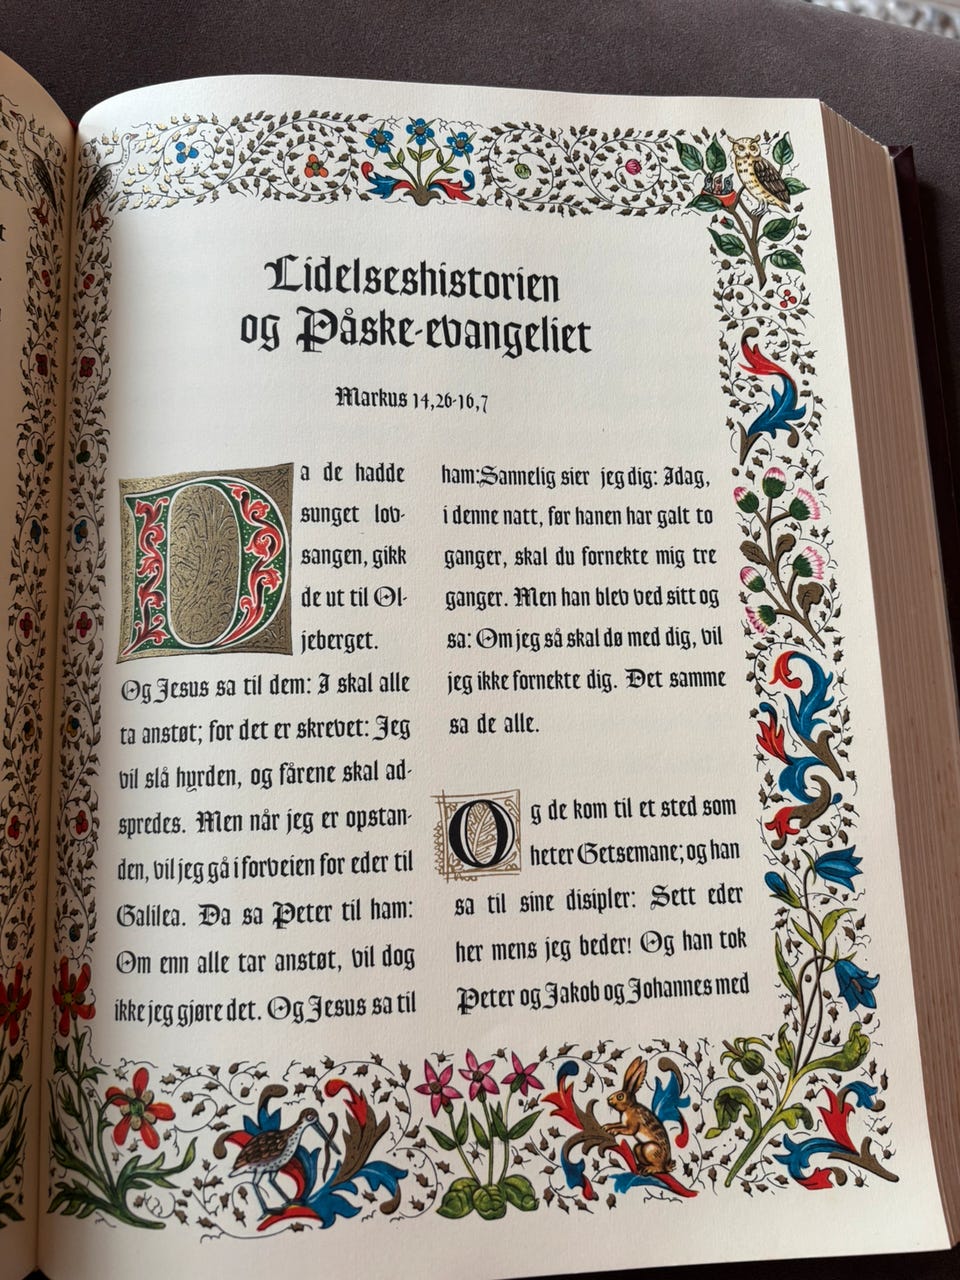 Lidelseshistorien
og Påske-evangeliet
Markus 14,26-16,7
Da de hadde
sunget lov-
sangen, gikk
de ut til Ol-
jeberget.
Og Jesus sa til dem: I skal alle
ta anstøt; for det er skrevet: Jeg
vil slå hyrden, og fårene skal ad-
spredes. Men når jeg er opstan-
den, vil jeg gå i forveien for eder til
Galilea. Da sa Peter til ham:
Om enn alle tar anstøt, vil dog
ikke jeg gjøre det. Og Jesus sa til
ham: Sannelig sier jeg dig: Idag,
i denne natt, før hanen har galt to
ganger, skal du fornekte mig tre
ganger. Men han blev ved sitt og
sa: Om jeg så skal dø med dig, vil
jeg ikke fornekte dig. Det samme
sa de alle.
Og de kom til et sted som
heter Getsemane; og han
sa til sine disipler: Sett eder
her mens jeg beder! Og han tok
Peter og Jakob og Johannes med